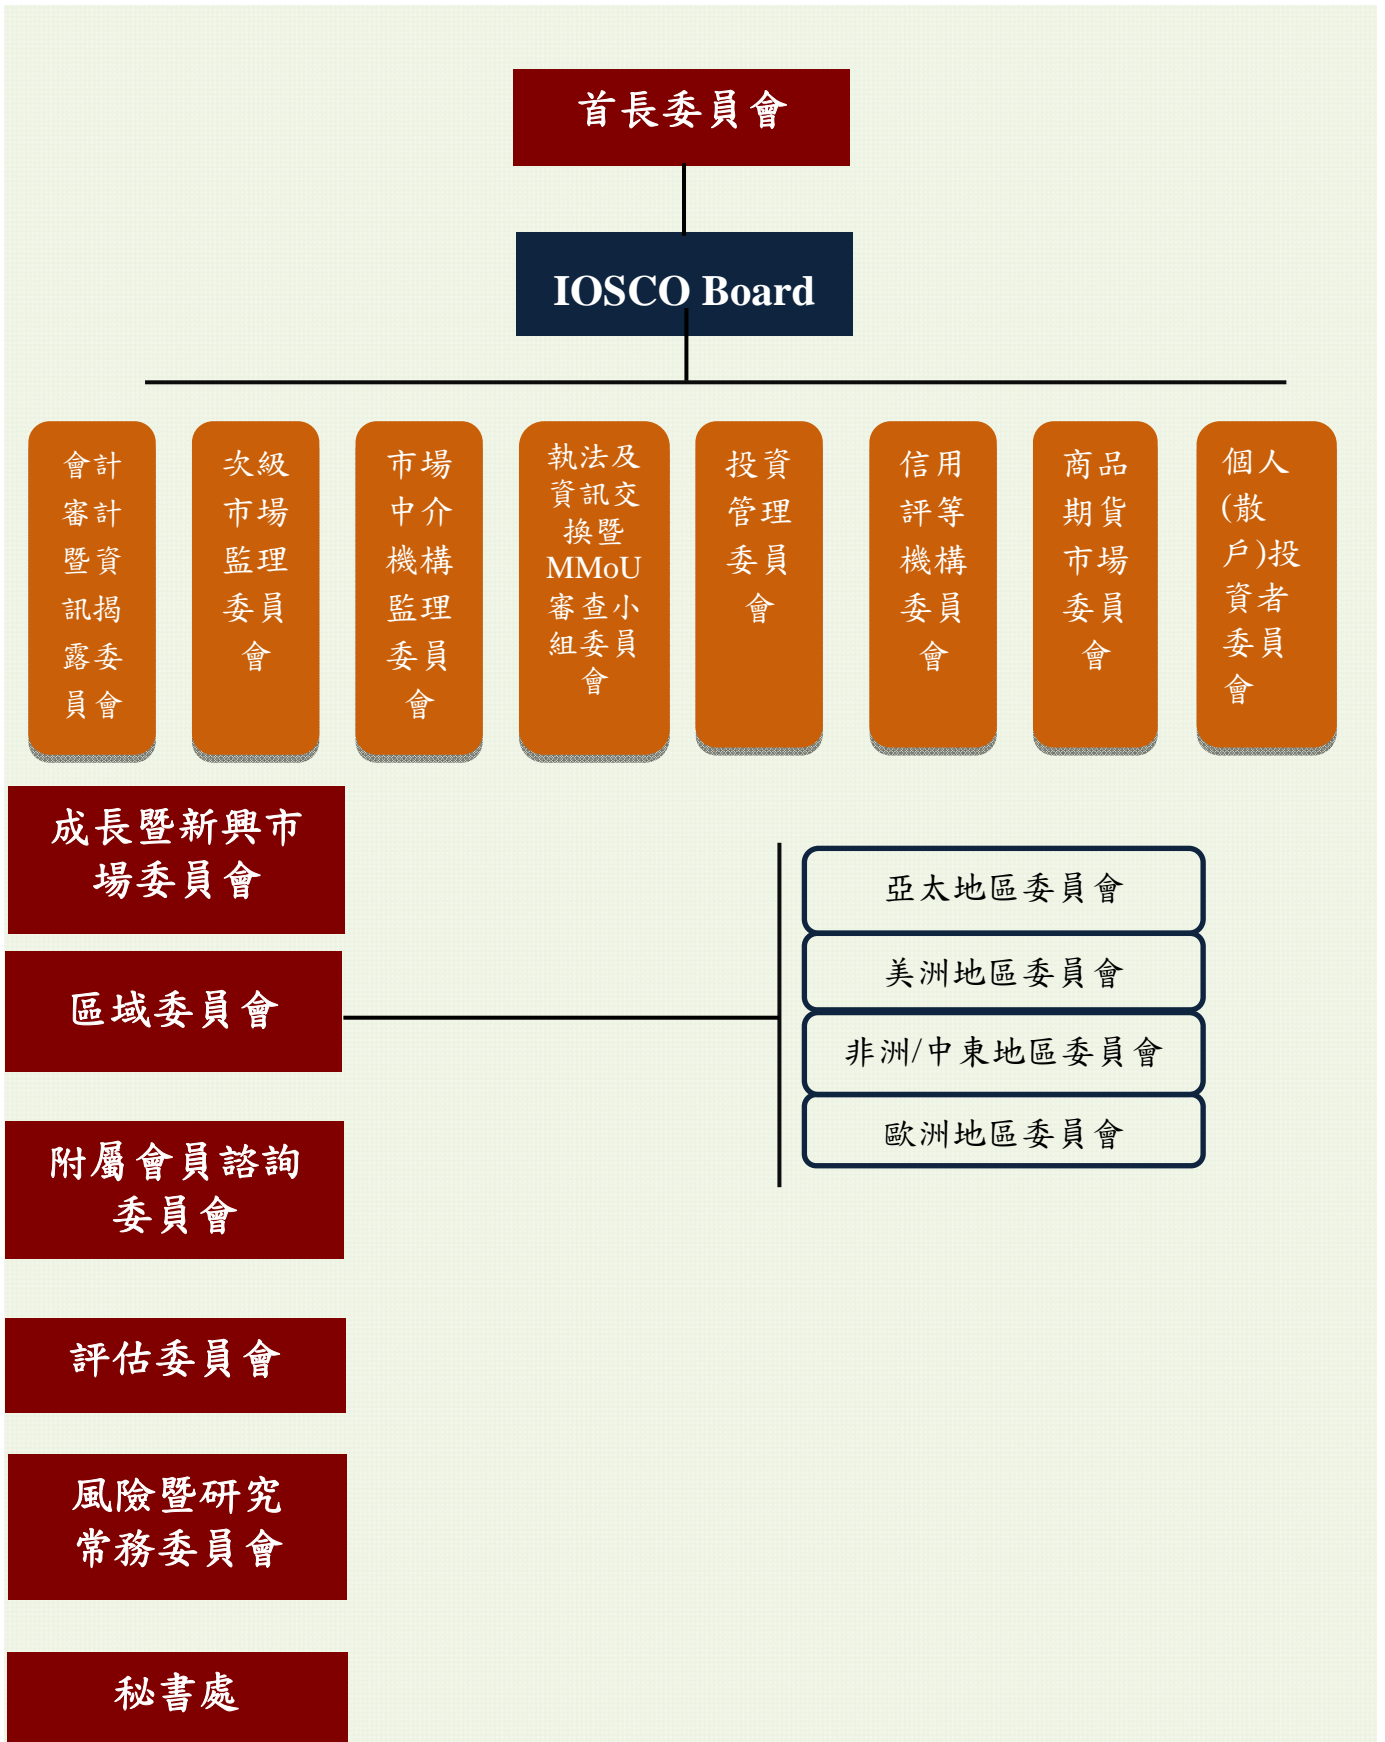 首長委員會
IOSCO Board
會計
審計
暨資
訊揭
露委
員會
次級
市場
監理
委員
會
市場
中介
機構
監理
委員
會
執法及
資訊交
換暨
MMoU
審查小
組委員
會
投資
管理
委員
會
信用
評等
機構
委員
會
商品
期貨
市場
委員
會
個人
(散
戶)投
資者
委員
會
成長暨新興市
場委員會
區域委員會
亞太地區委員會
美洲地區委員會
非洲/中東地區委員會
歐洲地區委員會
附屬會員諮詢
委員會
評估委員會
風險暨研究
常務委員會
秘書處